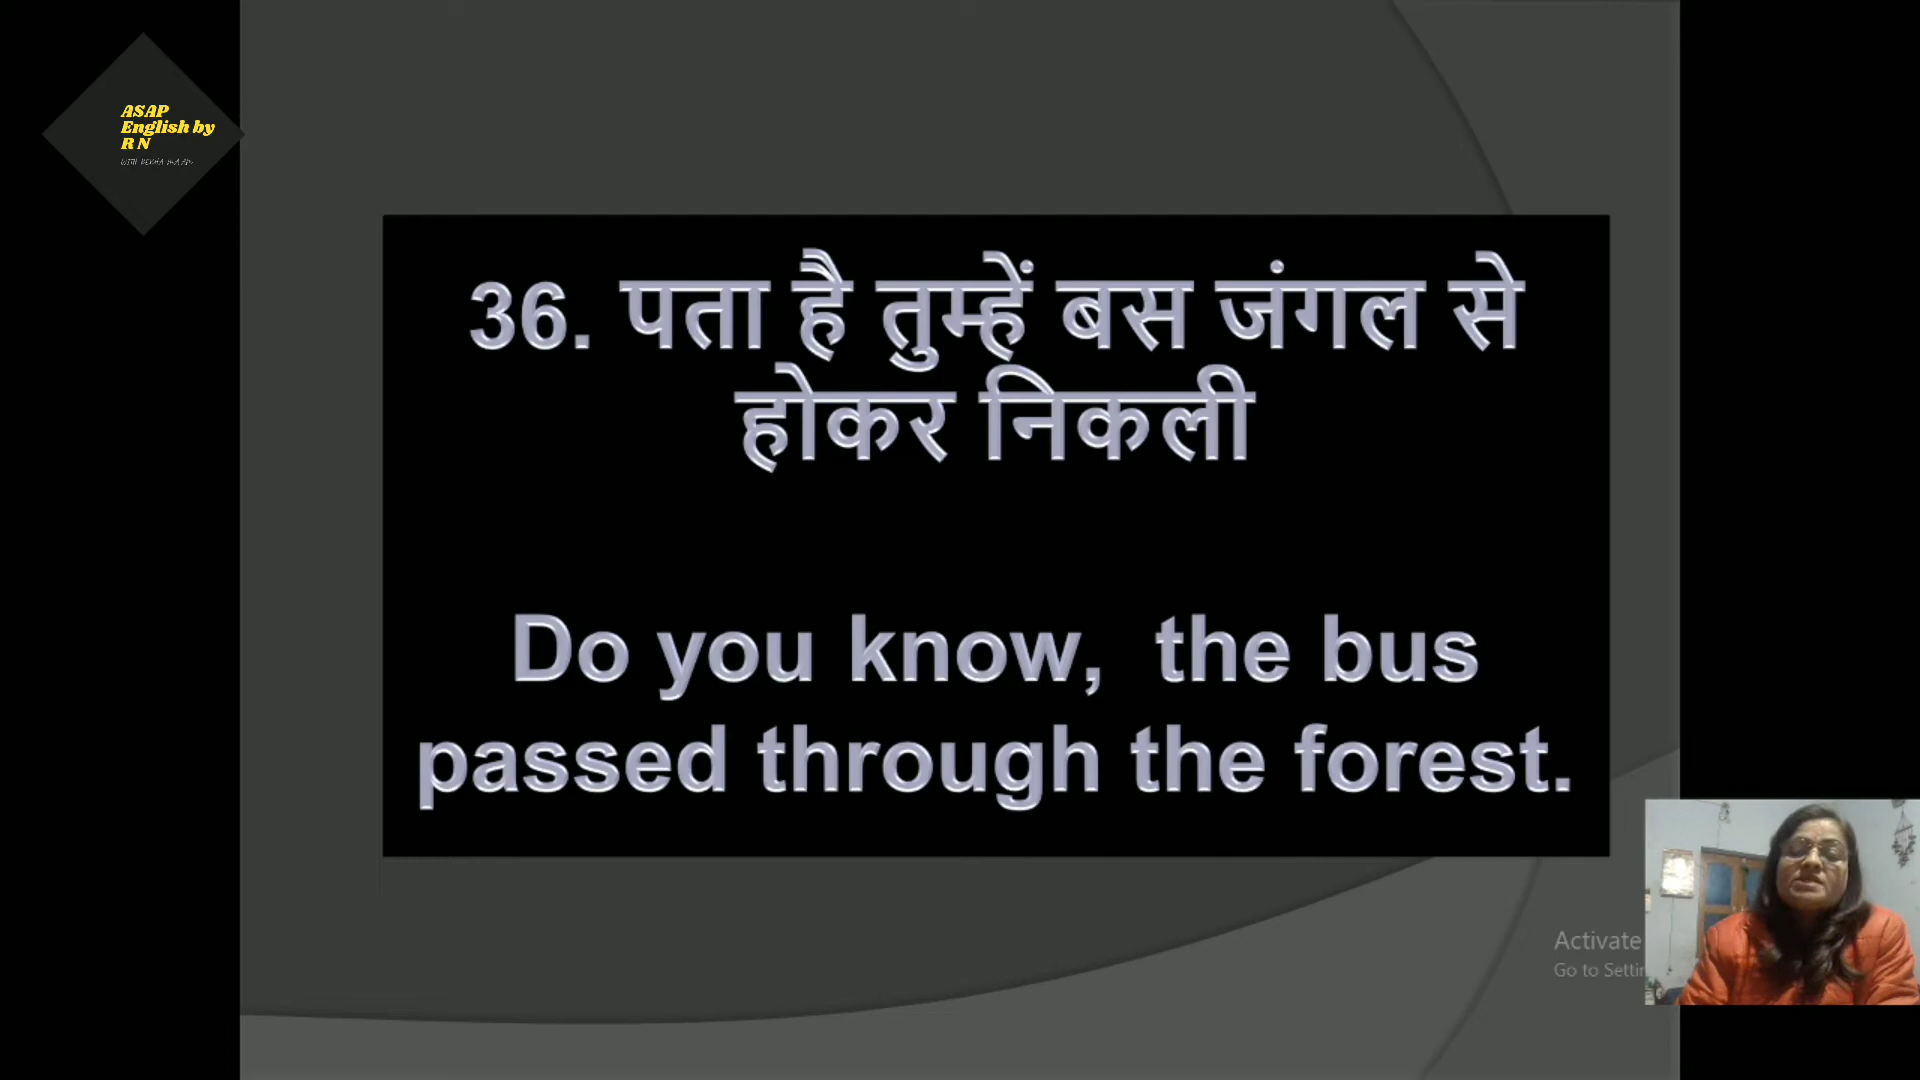 ASAP
English by
R N
36. पता है तुम्हें बस जंगल से
होकर निकली
Do you know, the bus
passed through the forest.
Activate
Go to Settin